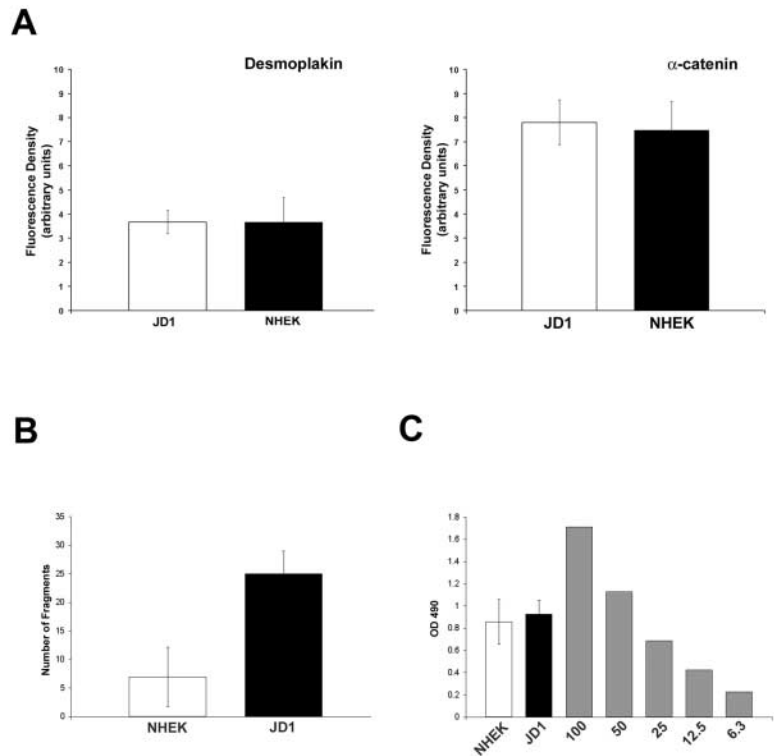 A
Desmoplakin
α-catenin
Fluorescence Density
(arbitrary units)
10
9
8
7
6
5
4
3
2
1
0
JD1 NHEK
Fluorescence Density
(arbitrary units)
10
9
8
7
6
5
4
3
2
1
0
JD1 NHEK
B
C
Number of Fragments
35
30
25
20
15
10
5
0
NHEK JD1
OD 490
1.8
1.6
1.4
1.2
1
0.8
0.6
0.4
0.2
0
NHEK JD1 100 50 25 12.5 6.3